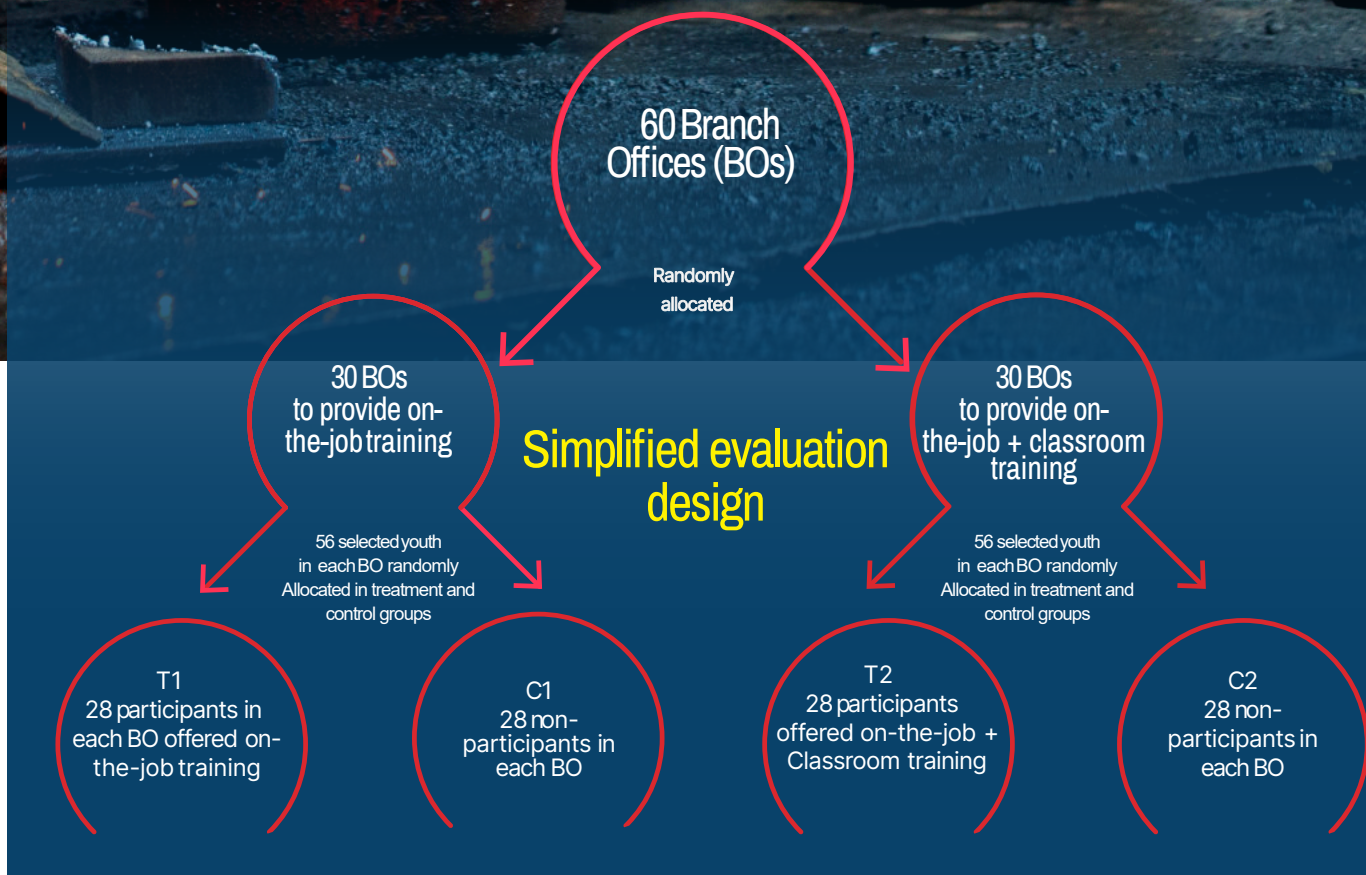 60 Branch
Offices (BOs)
Randomly
allocated
30 BOs
to provide on-
the-job training
30 BOs
to provide on-
the-job + classroom
training
Simplified evaluation
design
56 selected youth
in each BO randomly
Allocated in treatment and
control groups
56 selected youth
in each BO randomly
Allocated in treatment and
control groups
T1
28 participants in
each BO offered on-
the-job training
C1
28 non-
participants in
each BO
T2
28 participants
offered on-the-job +
Classroom training
C2
28 non-
participants in
each BO